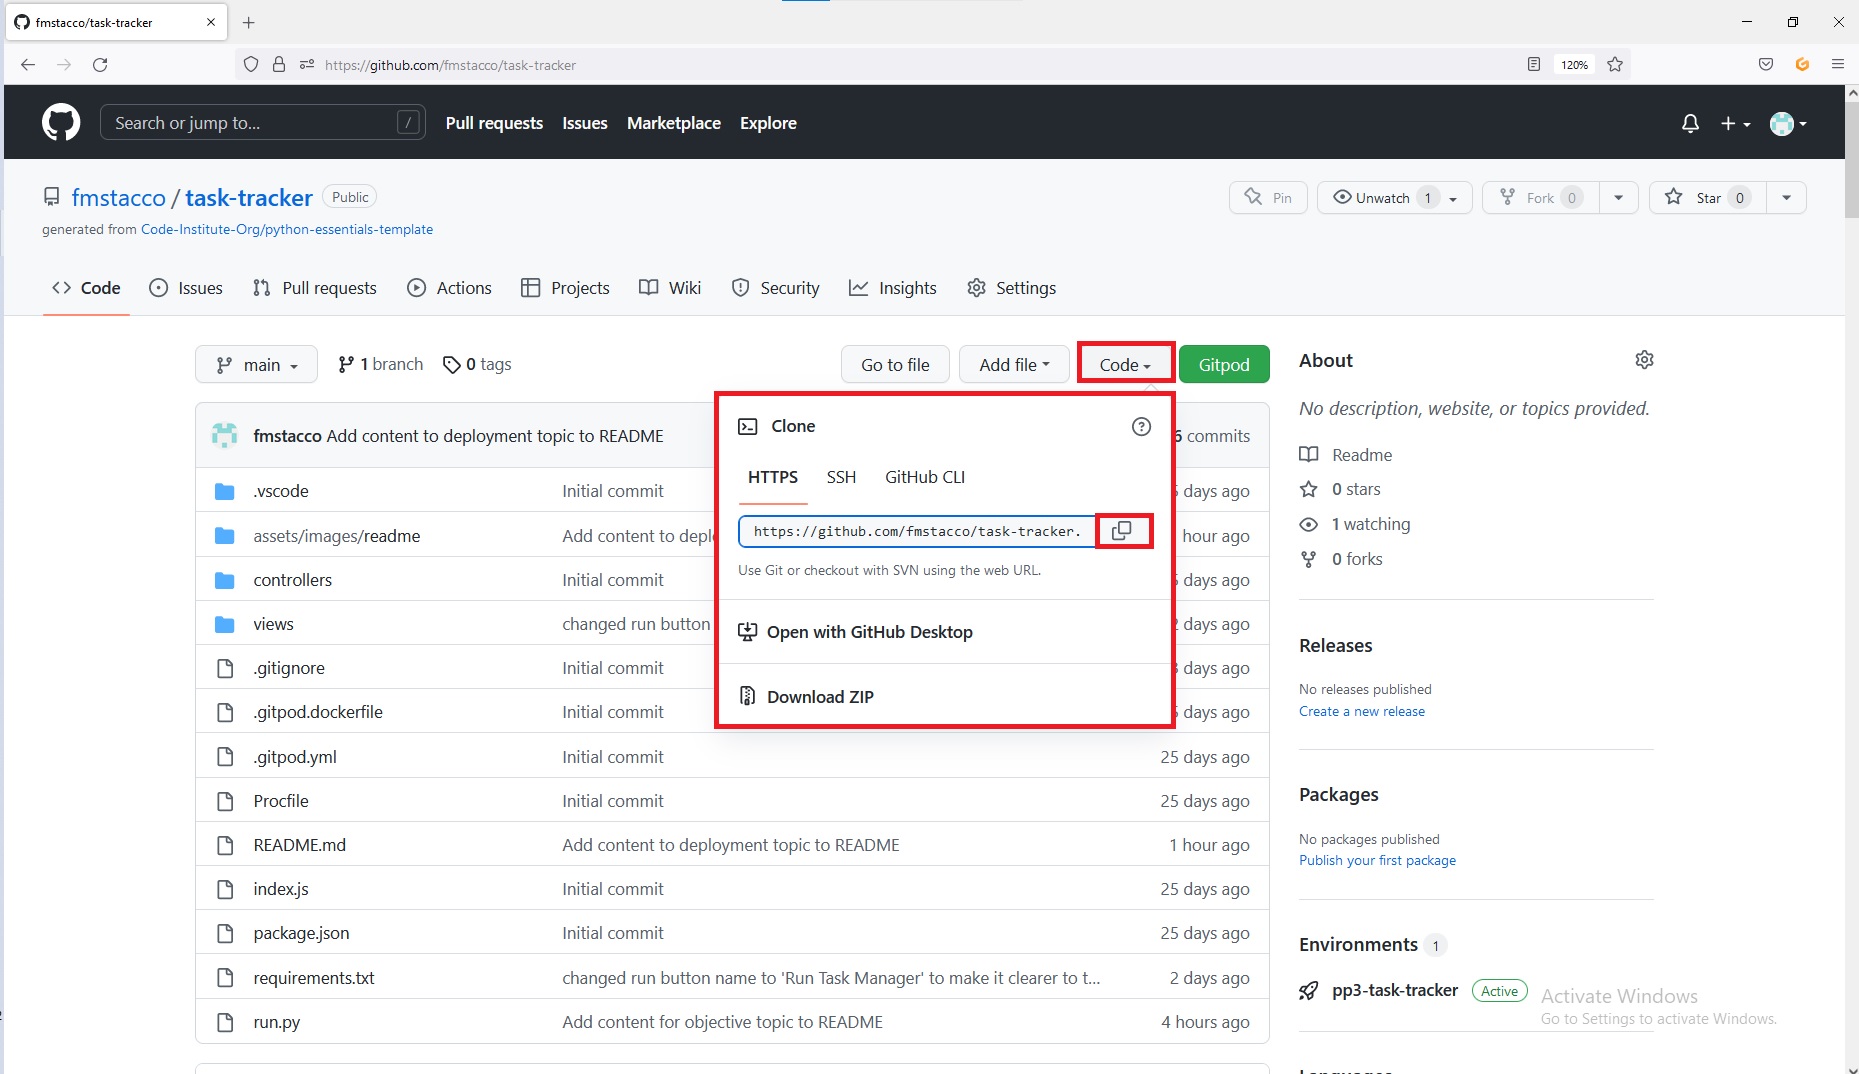 fmstacco/task-tracker
https://github.com/fmstacco/task-tracker
120%
Search or jump to...
/
Pull requests
Issues
Marketplace
Explore
fmstacco / task-tracker
Public
Pin
Unwatch 1
Fork 0
Star 0
generated from Code-Institute-Org/python-essentials-template
Code
Issues
Pull requests
Actions
Projects
Wiki
Security
Insights
Settings
main
1 branch
0 tags
Go to file
Add file
Code
Gitpod
fmstacco Add content to deployment topic to README
commits
.vscode Initial commit days ago
assets/images/readme Add content to hour ago
controllers Initial commit days ago
views changed run button days ago
.gitignore Initial commit days ago
.gitpod.dockerfile Initial commit days ago
.gitpod.yml Initial commit 25 days ago
Procfile Initial commit 25 days ago
README.md Add content to deployment topic to README 1 hour ago
index.js Initial commit 25 days ago
package.json Initial commit 25 days ago
requirements.txt changed run button name to 'Run Task Manager' to make it clearer to t... 2 days ago
run.py Add content for objective topic to README 4 hours ago
Clone
HTTPS
SSH
GitHub CLI
https://github.com/fmstacco/task-tracker.
Use Git or checkout with SVN using the web URL.
Open with GitHub Desktop
Download ZIP
About
No description, website, or topics provided.
Readme
0 stars
1 watching
0 forks
Releases
No releases published
Create a new release
Packages
No packages published
Publish your first package
Environments 1
pp3-task-tracker Active
Activate Windows
Go to Settings to activate Windows.